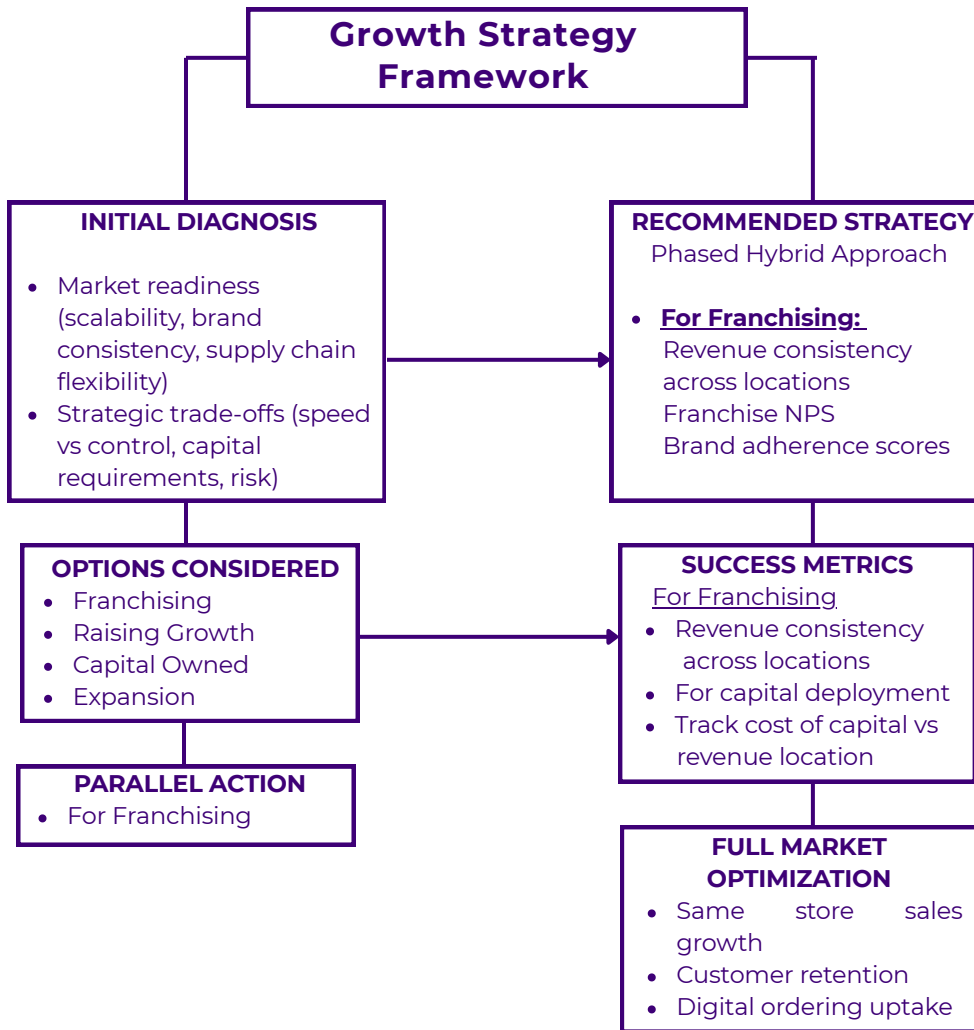 Growth Strategy
Framework
INITIAL DIAGNOSIS
• Market readiness
(scalability, brand
consistency, supply chain
flexibility)
• Strategic trade-offs (speed
vs control, capital
requirements, risk)
OPTIONS CONSIDERED
• Franchising
• Raising Growth
• Capital Owned
• Expansion
PARALLEL ACTION
• For Franchising
RECOMMENDED STRATEGY
Phased Hybrid Approach
• For Franchising:
Revenue consistency
across locations
Franchise NPS
Brand adherence scores
SUCCESS METRICS
For Franchising
• Revenue consistency
across locations
• For capital deployment
• Track cost of capital vs
revenue location
FULL MARKET
OPTIMIZATION
• Same store sales
growth
• Customer retention
• Digital ordering uptake